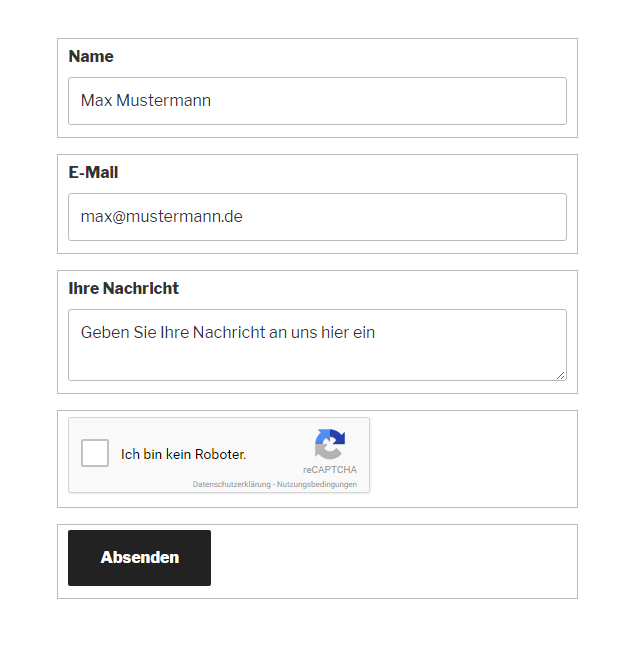 Name
Max Mustermann
E-Mail
max@mustermann.de
Ihre Nachricht
Geben Sie Ihre Nachricht an uns hier ein
Ich bin kein Roboter.
reCAPTCHA
Datenschutzerklärung - Nutzungsbedingungen
Absenden